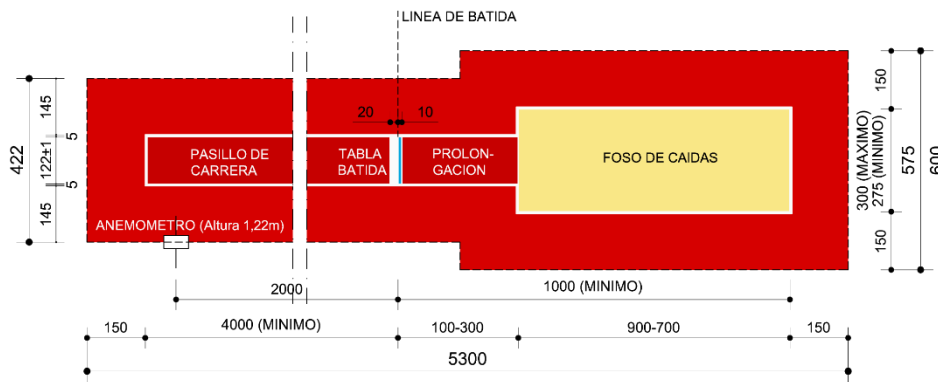 LINEA DE BATIDA
150
145
20
10
5
422
122±1
PASILLO DE
CARRERA
TABLA
BATIDA
PROLON-
GACION
FOSO DE CAIDAS
300 (MAXIMO)
275 (MINIMO)
575
600
5
145
ANEMOMETRO (Altura 1,22m)
150
2000
1000 (MINIMO)
150
4000 (MINIMO)
100-300
900-700
150
5300